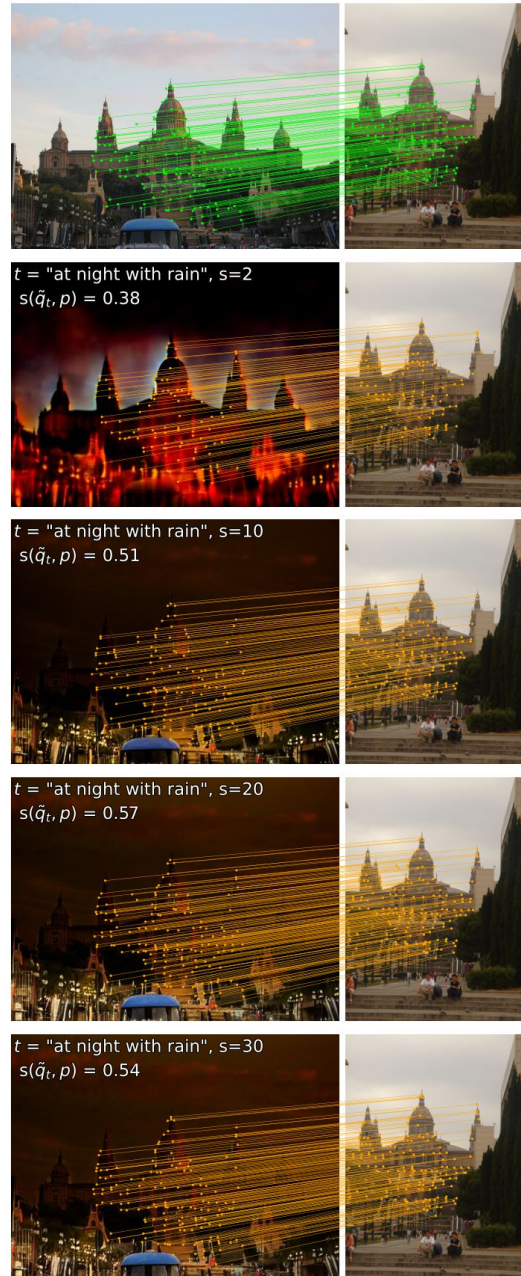 t = "at night with rain", s=2
s(q̃ₜ, p) = 0.38
t = "at night with rain", s=10
s(q̃ₜ, p) = 0.51
t = "at night with rain", s=20
s(q̃ₜ, p) = 0.57
t = "at night with rain", s=30
s(q̃ₜ, p) = 0.54